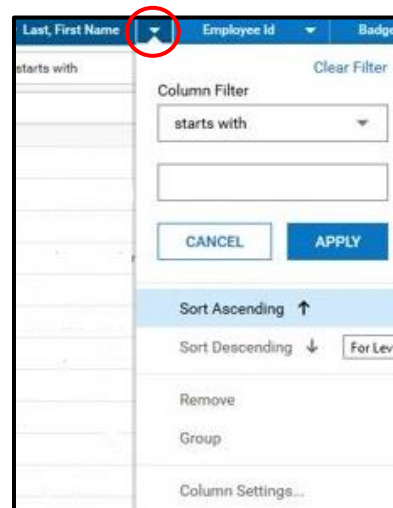 Last, First Name Employee Id Badge
starts with
Clear Filter
Column Filter
starts with
CANCEL APPLY
Sort Ascending ↑
Sort Descending ↓ For Lev
Remove
Group
Column Settings...